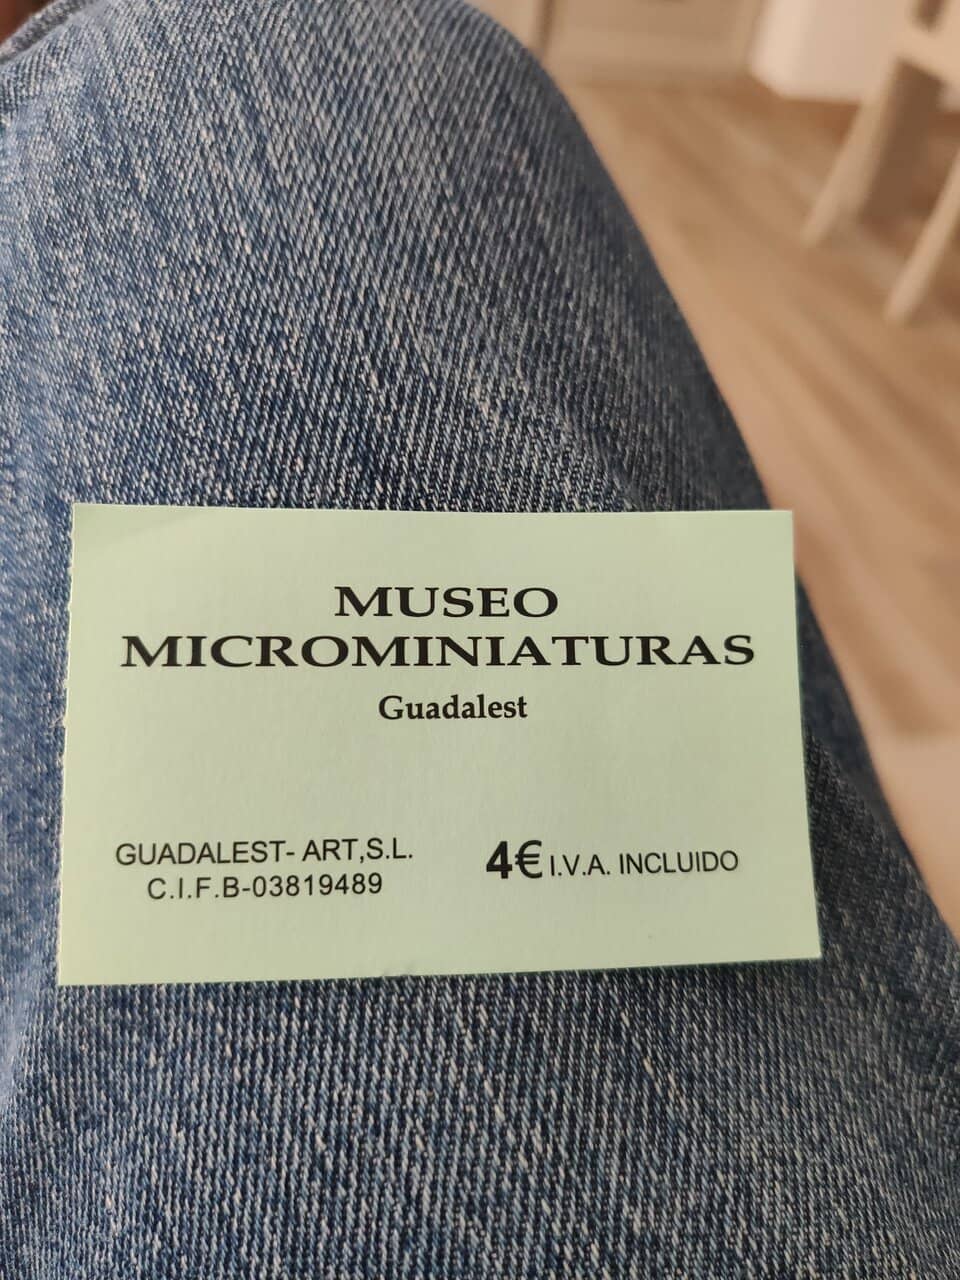 MUSEO
MICROMINIATURAS
Guadalest
GUADALEST- ART,S.L.
C.I.F.B-03819489
4€ I.V.A. INCLUIDO